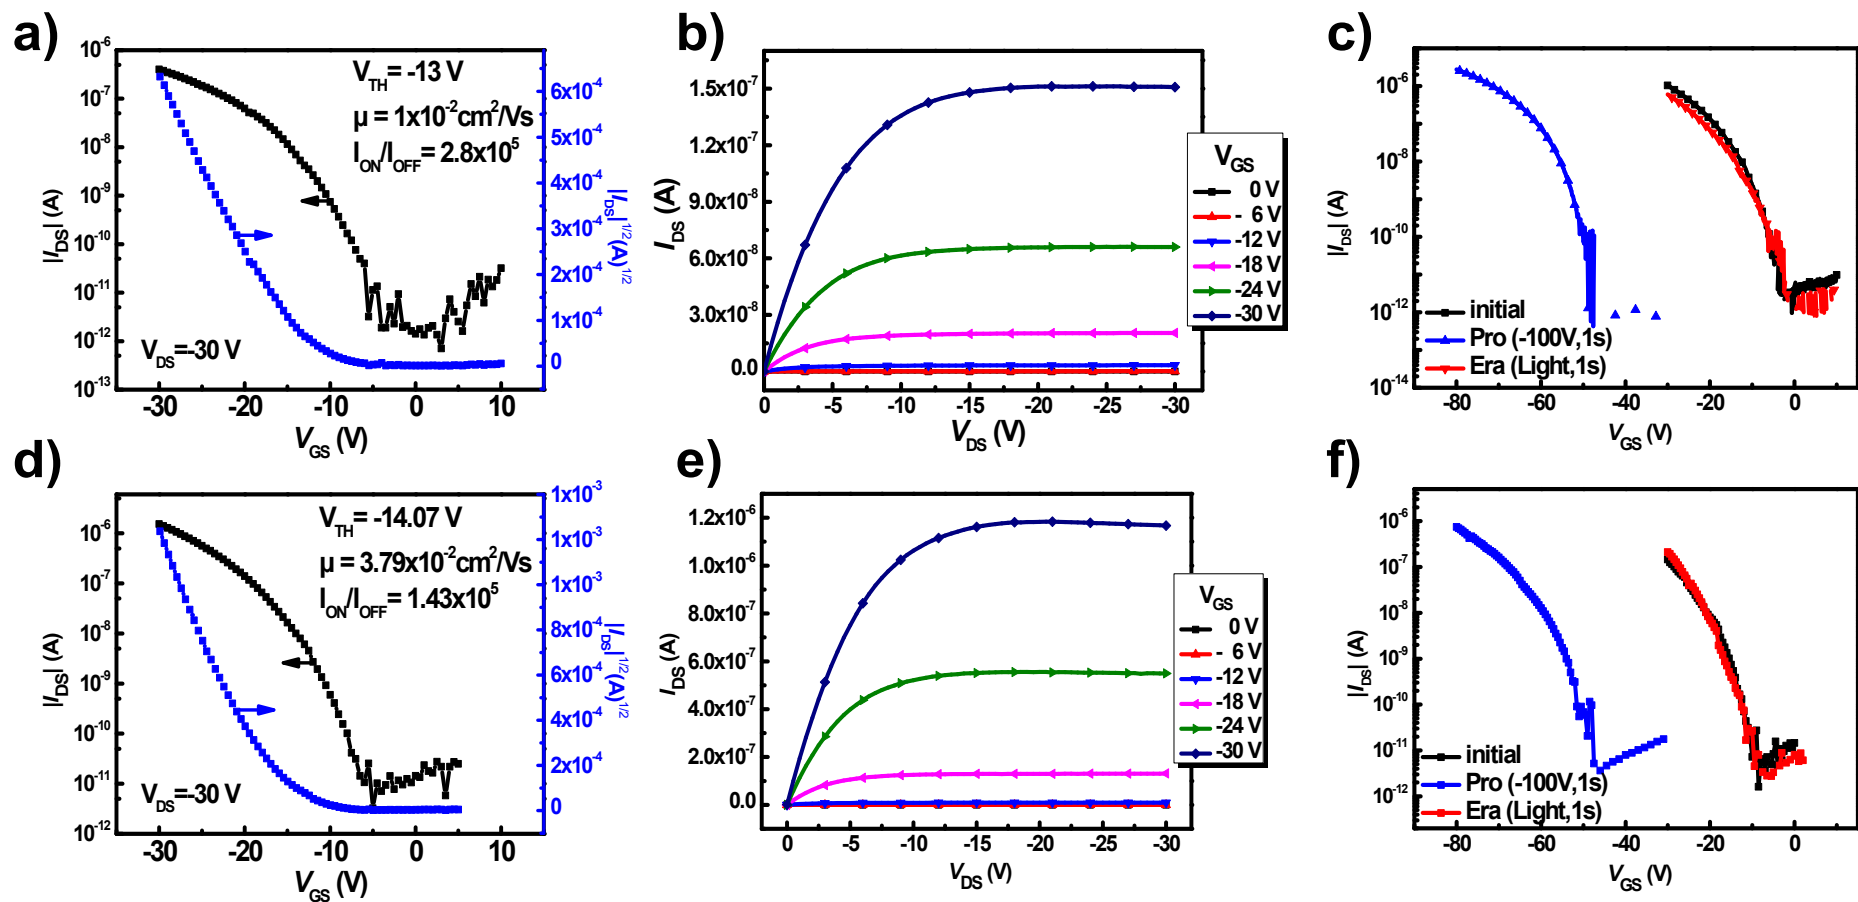 a)
10⁻⁶
10⁻⁷
10⁻⁸
10⁻⁹
10⁻¹⁰
10⁻¹¹
10⁻¹²
10⁻¹³
|I_DS| (A)
V_TH= -13 V
μ = 1x10⁻²cm²/Vs
I_ON/I_OFF= 2.8x10⁵
V_DS=-30 V
6x10⁻⁴
5x10⁻⁴
4x10⁻⁴
3x10⁻⁴
2x10⁻⁴
1x10⁻⁴
0
|I_DS|^1/2(A)^1/2
-30 -20 -10 0 10
V_GS (V)
b)
1.5x10⁻⁷
1.2x10⁻⁷
9.0x10⁻⁸
6.0x10⁻⁸
3.0x10⁻⁸
0.0
I_DS (A)
V_GS
0 V
- 6 V
-12 V
-18 V
-24 V
-30 V
0 -5 -10 -15 -20 -25 -30
V_DS (V)
c)
10⁻⁶
10⁻⁸
10⁻¹⁰
10⁻¹²
10⁻¹⁴
|I_DS| (A)
initial
Pro (-100V,1s)
Era (Light,1s)
-80 -60 -40 -20 0
V_GS (V)
d)
10⁻⁶
10⁻⁷
10⁻⁸
10⁻⁹
10⁻¹⁰
10⁻¹¹
10⁻¹²
|I_DS| (A)
V_TH= -14.07 V
μ = 3.79x10⁻²cm²/Vs
I_ON/I_OFF= 1.43x10⁵
V_DS=-30 V
1x10⁻³
1x10⁻³
1x10⁻³
8x10⁻⁴
6x10⁻⁴
4x10⁻⁴
2x10⁻⁴
0
|I_DS|^1/2(A)^1/2
-30 -20 -10 0 10
V_GS (V)
e)
1.2x10⁻⁶
1.0x10⁻⁶
8.0x10⁻⁷
6.0x10⁻⁷
4.0x10⁻⁷
2.0x10⁻⁷
0.0
I_DS (A)
V_GS
0 V
- 6 V
-12 V
-18 V
-24 V
-30 V
0 -5 -10 -15 -20 -25 -30
V_DS (V)
f)
10⁻⁶
10⁻⁷
10⁻⁸
10⁻⁹
10⁻¹⁰
10⁻¹¹
10⁻¹²
|I_DS| (A)
initial
Pro (-100V,1s)
Era (Light,1s)
-80 -60 -40 -20 0
V_GS (V)